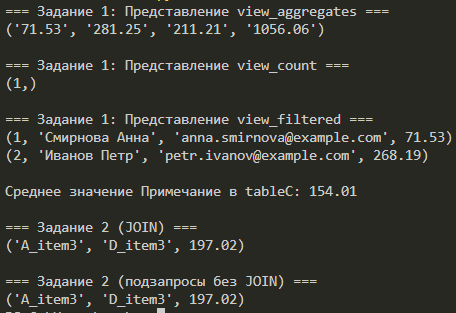 === Задание 1: Представление view_aggregates ===
('71.53', '281.25', '211.21', '1056.06')
=== Задание 1: Представление view_count ===
(1,)
=== Задание 1: Представление view_filtered ===
(1, 'Смирнова Анна', 'anna.smirnova@example.com', 71.53)
(2, 'Иванов Петр', 'petr.ivanov@example.com', 268.19)
Среднее значение Примечание в tableC: 154.01
=== Задание 2 (JOIN) ===
('A_item3', 'D_item3', 197.02)
=== Задание 2 (подзапросы без JOIN) ===
('A_item3', 'D_item3', 197.02)